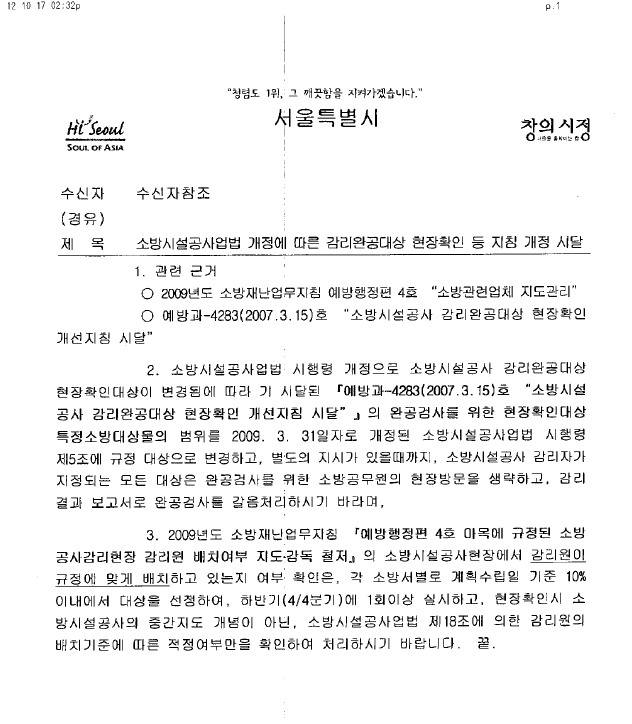 12 10 17 02:32p p.1
"청렴도 1위, 그 깨끗함을 지켜가겠습니다."
서울특별시
Hi Seoul
SOUL OF ASIA
창의시정
수신자 수신자참조
(경유)
제 목 소방시설공사업법 개정에 따른 감리완공대상 현장확인 등 지침 개정 시달
1. 관련 근거
○ 2009년도 소방재난업무지침 예방행정편 4호 "소방관련업체 지도관리"
○ 예방과-4283(2007.3.15)호 "소방시설공사 감리완공대상 현장확인
개선지침 시달"
2. 소방시설공사업법 시행령 개정으로 소방시설공사 감리완공대상
현장확인대상이 변경됨에 따라 기 시달된 『예방과-4283(2007.3.15)호 "소방시설
공사 감리완공대상 현장확인 개선지침 시달"』의 완공검사를 위한 현장확인대상
특정소방대상물의 범위를 2009. 3. 31일자로 개정된 소방시설공사업법 시행령
제5조에 규정 대상으로 변경하고, 별도의 지시가 있을때까지, 소방시설공사 감리자가
지정되는 모든 대상은 완공검사를 위한 소방공무원의 현장방문을 생략하고, 감리
결과 보고서로 완공검사를 갈음처리하시기 바라며,
3. 2009년도 소방재난업무지침 『예방행정편 4호 마목에 규정된 소방
공사감리현장 감리원 배치여부 지도·감독 철저』의 소방시설공사현장에서 감리원이
규정에 맞게 배치하고 있는지 여부 확인은, 각 소방서별로 계획수립일 기준 10%
이내에서 대상을 선정하여, 하반기(4/4분기)에 1회이상 실시하고, 현장확인시 소
방시설공사의 중간지도 개념이 아닌, 소방시설공사업법 제18조에 의한 감리원의
배치기준에 따른 적정여부만을 확인하여 처리하시기 바랍니다. 끝.